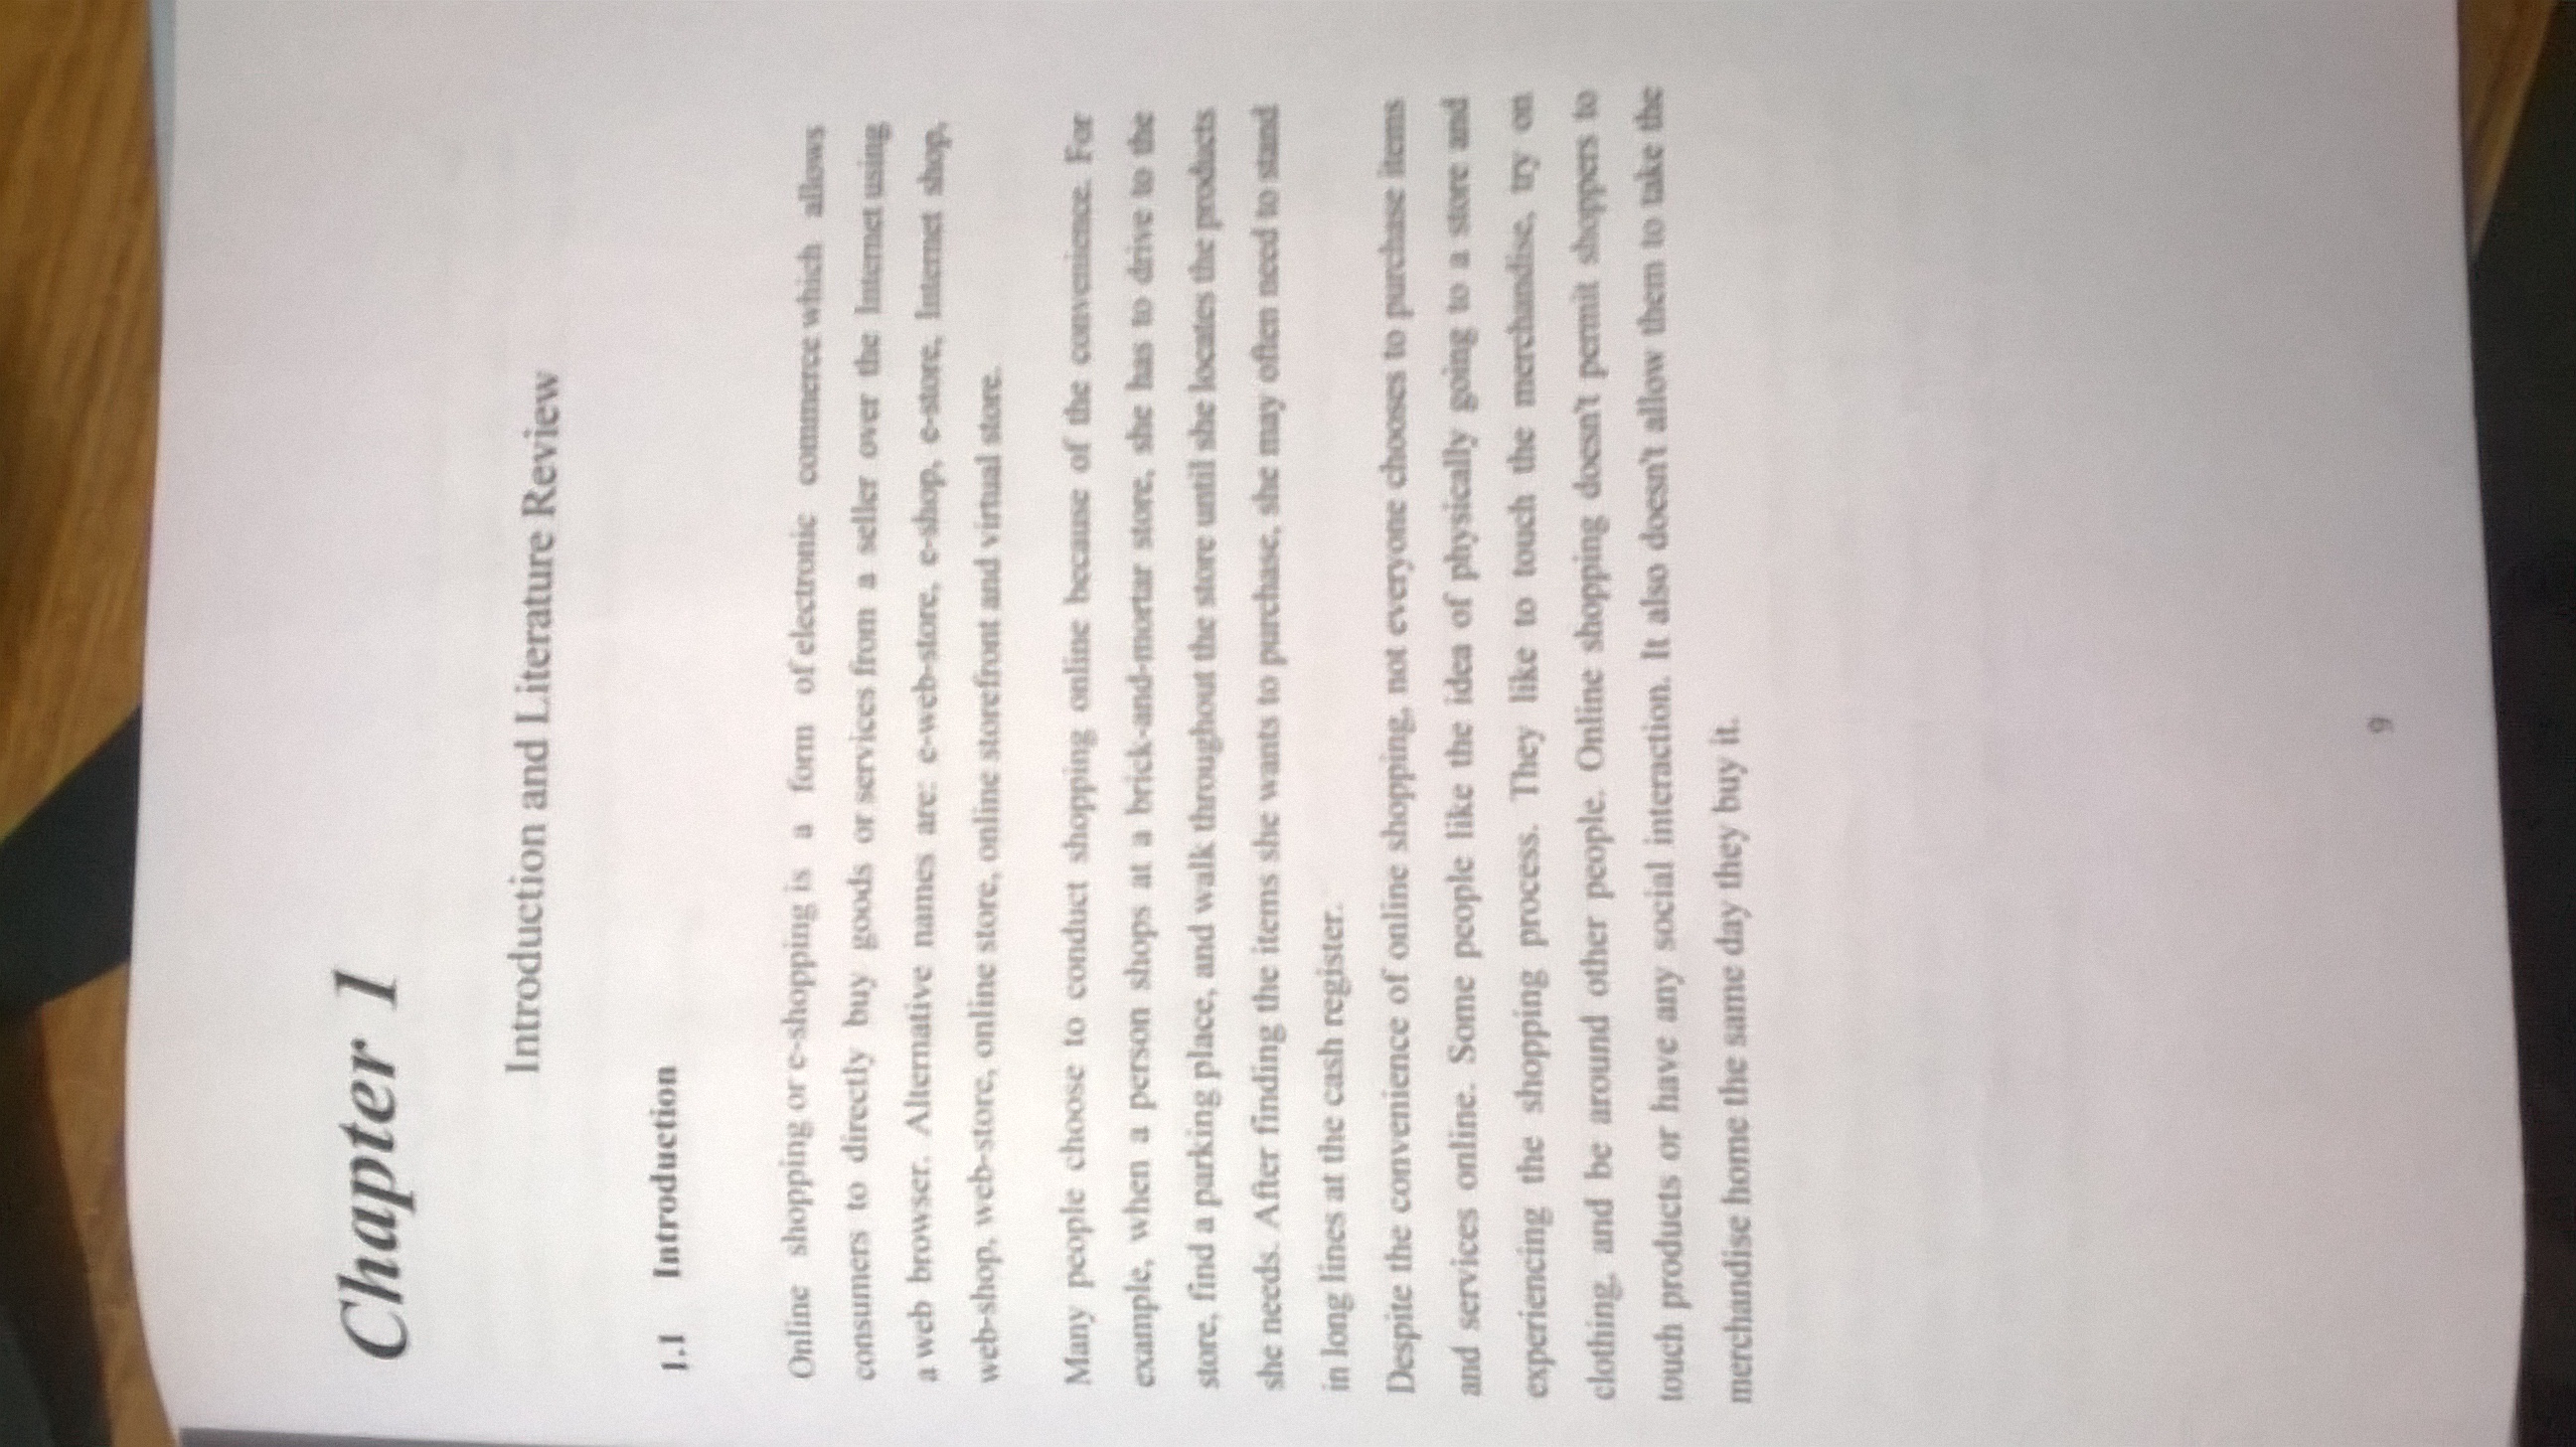 Chapter 1
Introduction and Literature Review
1.1 Introduction
Online shopping or e-shopping is a form of electronic commerce which allows
consumers to directly buy goods or services from a seller over the Internet using
a web browser. Alternative names are: e-web-store, e-shop, e-store, Internet shop,
web-shop, web-store, online store, online storefront and virtual store.
Many people choose to conduct shopping online because of the convenience. For
example, when a person shops at a brick-and-mortar store, she has to drive to the
store, find a parking place, and walk throughout the store until she locates the products
she needs. After finding the items she wants to purchase, she may often need to stand
in long lines at the cash register.
Despite the convenience of online shopping, not everyone chooses to purchase items
and services online. Some people like the idea of physically going to a store and
experiencing the shopping process. They like to touch the merchandise, try on
clothing, and be around other people. Online shopping doesn't permit shoppers to
touch products or have any social interaction. It also doesn't allow them to take the
merchandise home the same day they buy it.
9